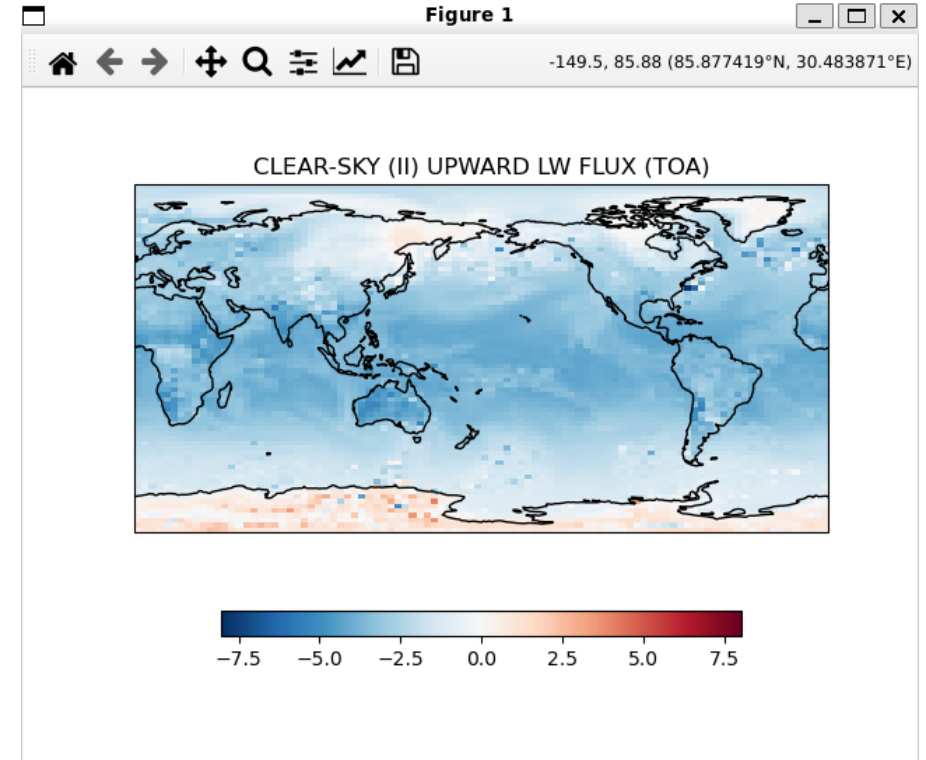 Figure 1
-149.5, 85.88 (85.877419°N, 30.483871°E)
CLEAR-SKY (II) UPWARD LW FLUX (TOA)
−7.5 −5.0 −2.5 0.0 2.5 5.0 7.5